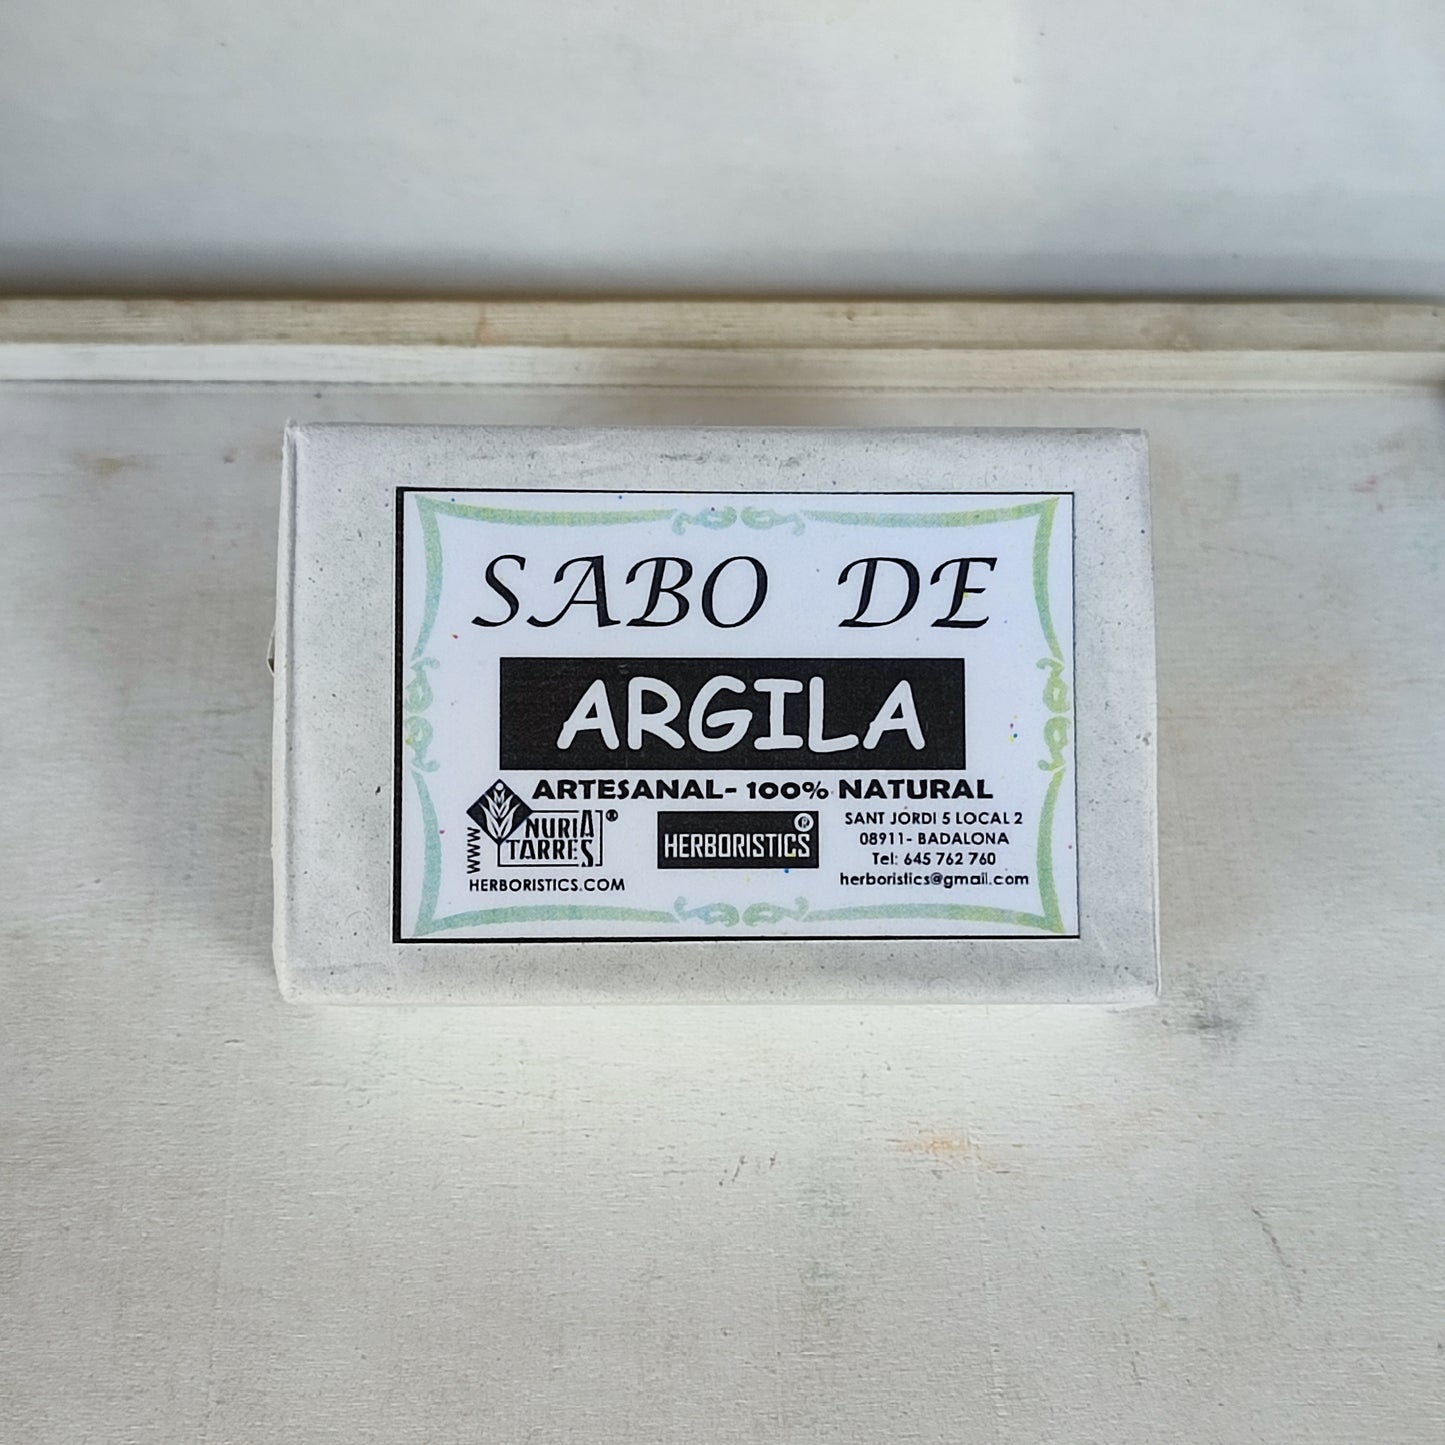 SABO DE
ARGILA
ARTESANAL- 100% NATURAL
WWW
NURIA
TARRES
®
HERBORISTICS.COM
HERBORISTICS
®
SANT JORDI 5 LOCAL 2
08911- BADALONA
Tel: 645 762 760
herboristics@gmail.com